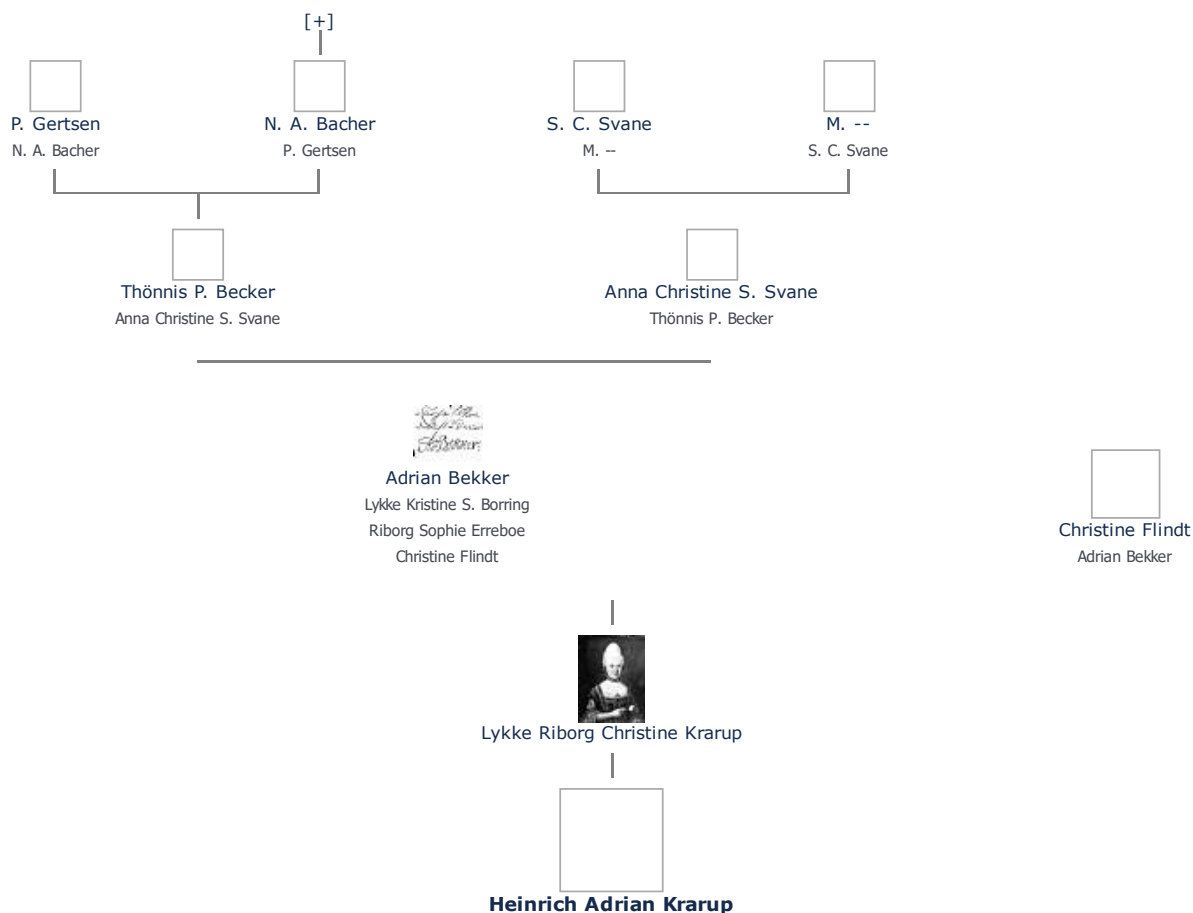 [+]
P. Gertsen
N. A. Bacher
N. A. Bacher
P. Gertsen
S. C. Svane
M. --
M. --
S. C. Svane
Thönnis P. Becker
Anna Christine S. Svane
Anna Christine S. Svane
Thönnis P. Becker
Adrian Bekker
Lykke Kristine S. Borring
Riborg Sophie Erreboe
Christine Flindt
Christine Flindt
Adrian Bekker
Lykke Riborg Christine Krarup
Heinrich Adrian Krarup